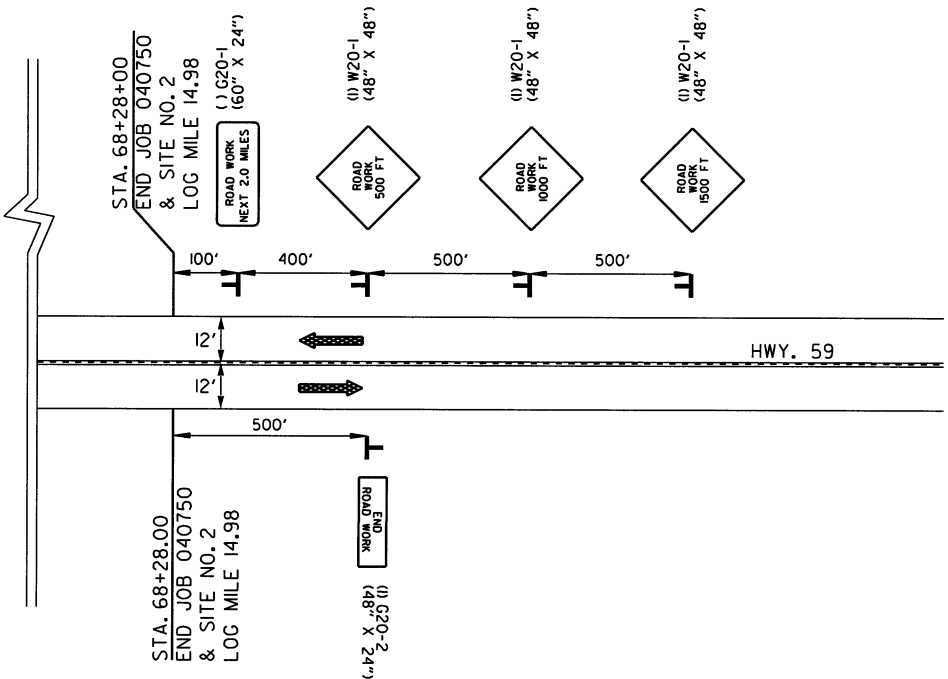 STA. 68+28+00
END JOB 040750
& SITE NO. 2
LOG MILE 14.98
( ) G20-1
(60" X 24")
ROAD WORK
NEXT 2.0 MILES
(1) W20-1
(48" X 48")
ROAD
WORK
500 FT
(1) W20-1
(48" X 48")
ROAD
WORK
1000 FT
(1) W20-1
(48" X 48")
ROAD
WORK
1500 FT
100'
400'
500'
500'
12'
HWY. 59
12'
500'
STA. 68+28.00
END JOB 040750
& SITE NO. 2
LOG MILE 14.98
END
ROAD WORK
(1) G20-2
(48" X 24")